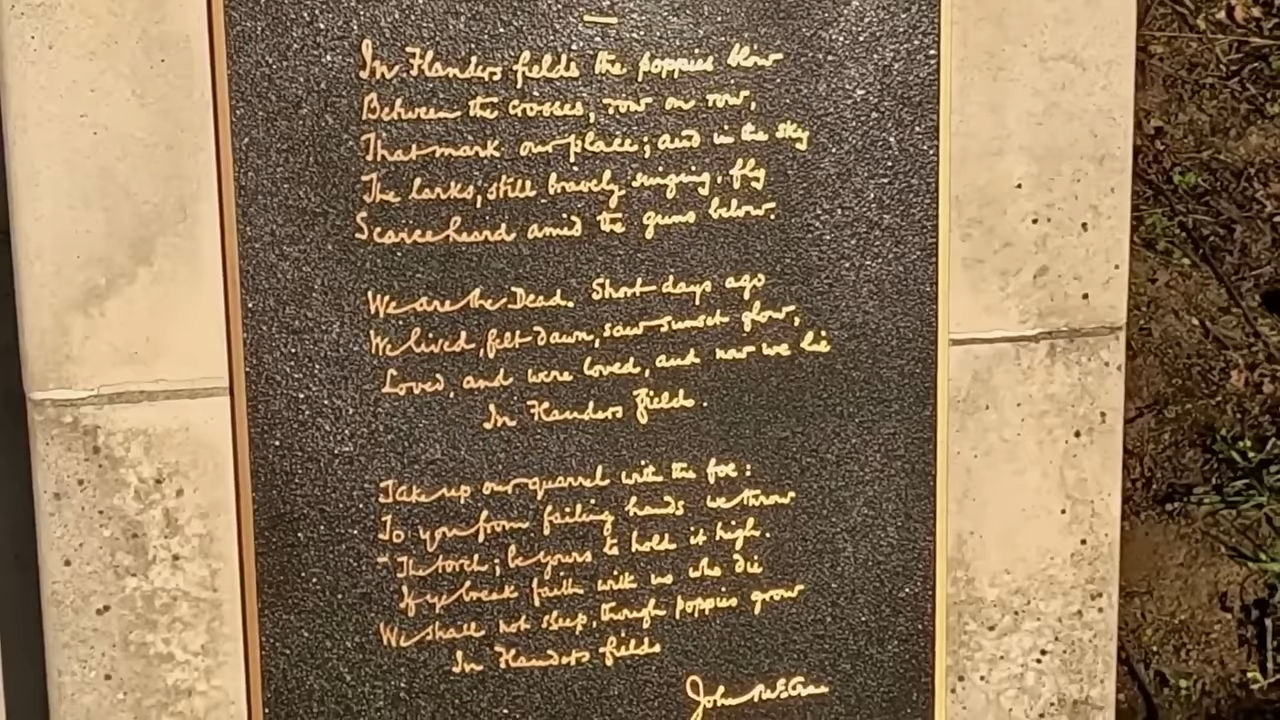 In Flanders fields the poppies blow
Between the crosses, row on row,
That mark our place; and in the sky
The larks, still bravely singing, fly
Scarce heard amid the guns below.
We are the Dead. Short days ago
We lived, felt dawn, saw sunset glow,
Loved, and were loved, and now we lie
In Flanders fields.
Take up our quarrel with the foe:
To you from failing hands we throw
The torch; be yours to hold it high.
If ye break faith with us who die
We shall not sleep, though poppies grow
In Flanders fields
John McCrae